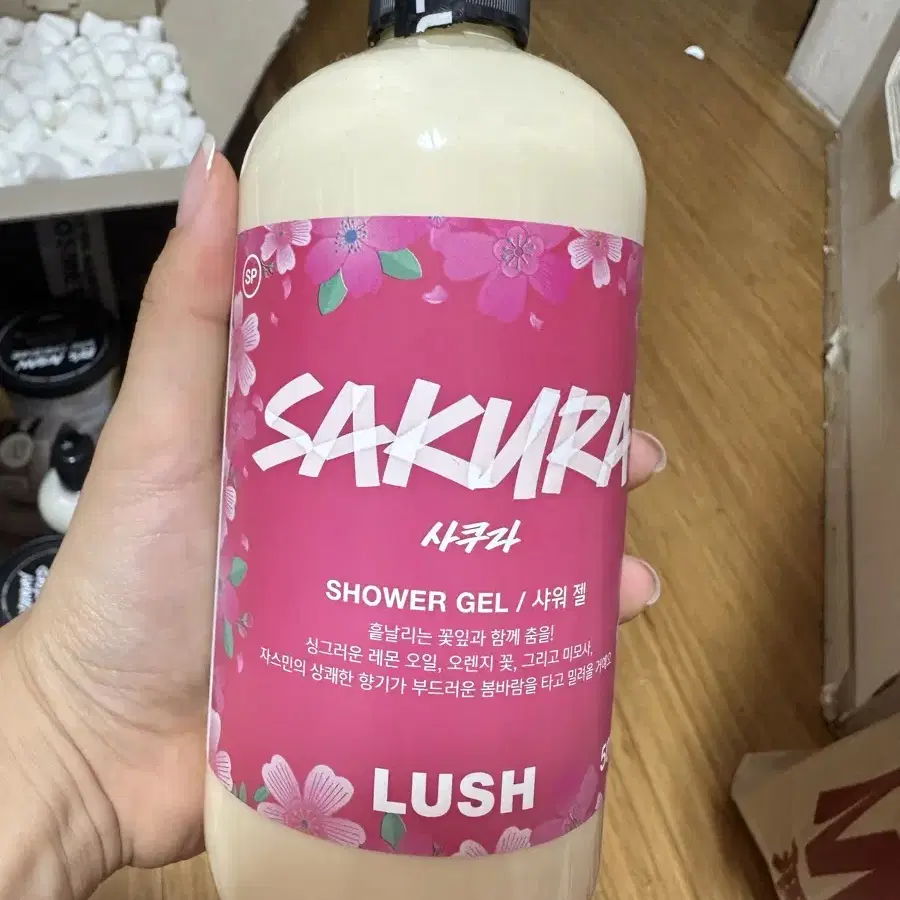 SP
SAKURA
사쿠라
SHOWER GEL / 샤워 젤
흩날리는 꽃잎과 함께 춤을!
싱그러운 레몬 오일, 오렌지 꽃, 그리고 미모사,
자스민의 상쾌한 향기가 부드러운 봄바람을 타고 밀려올 거예요
LUSH